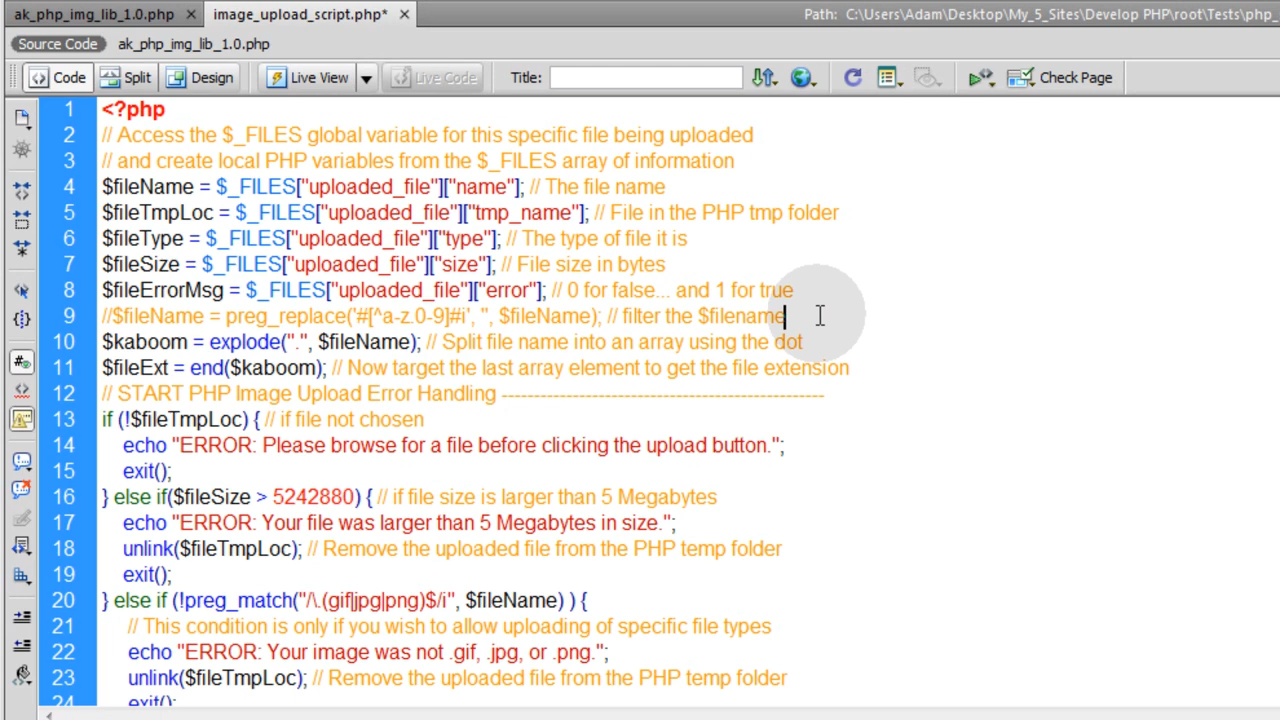 ak_php_img_lib_1.0.php × image_upload_script.php* × Path: C:\Users\Adam\Desktop\My_5_Sites\Develop PHP\root\Tests\php_
Source Code ak_php_img_lib_1.0.php
Code Split Design Live View Live Code Title: Check Page
1 <?php
2 // Access the $_FILES global variable for this specific file being uploaded
3 // and create local PHP variables from the $_FILES array of information
4 $fileName = $_FILES["uploaded_file"]["name"]; // The file name
5 $fileTmpLoc = $_FILES["uploaded_file"]["tmp_name"]; // File in the PHP tmp folder
6 $fileType = $_FILES["uploaded_file"]["type"]; // The type of file it is
7 $fileSize = $_FILES["uploaded_file"]["size"]; // File size in bytes
8 $fileErrorMsg = $_FILES["uploaded_file"]["error"]; // 0 for false... and 1 for true
9 //$fileName = preg_replace('#[^a-z.0-9]#i', '', $fileName); // filter the $filename
10 $kaboom = explode(".", $fileName); // Split file name into an array using the dot
11 $fileExt = end($kaboom); // Now target the last array element to get the file extension
12 // START PHP Image Upload Error Handling --------------------------------------------------
13 if (!$fileTmpLoc) { // if file not chosen
14 echo "ERROR: Please browse for a file before clicking the upload button.";
15 exit();
16 } else if($fileSize > 5242880) { // if file size is larger than 5 Megabytes
17 echo "ERROR: Your file was larger than 5 Megabytes in size.";
18 unlink($fileTmpLoc); // Remove the uploaded file from the PHP temp folder
19 exit();
20 } else if (!preg_match("/\.(gif|jpg|png)$/i", $fileName) ) {
21 // This condition is only if you wish to allow uploading of specific file types
22 echo "ERROR: Your image was not .gif, .jpg, or .png.";
23 unlink($fileTmpLoc); // Remove the uploaded file from the PHP temp folder
24 exit();